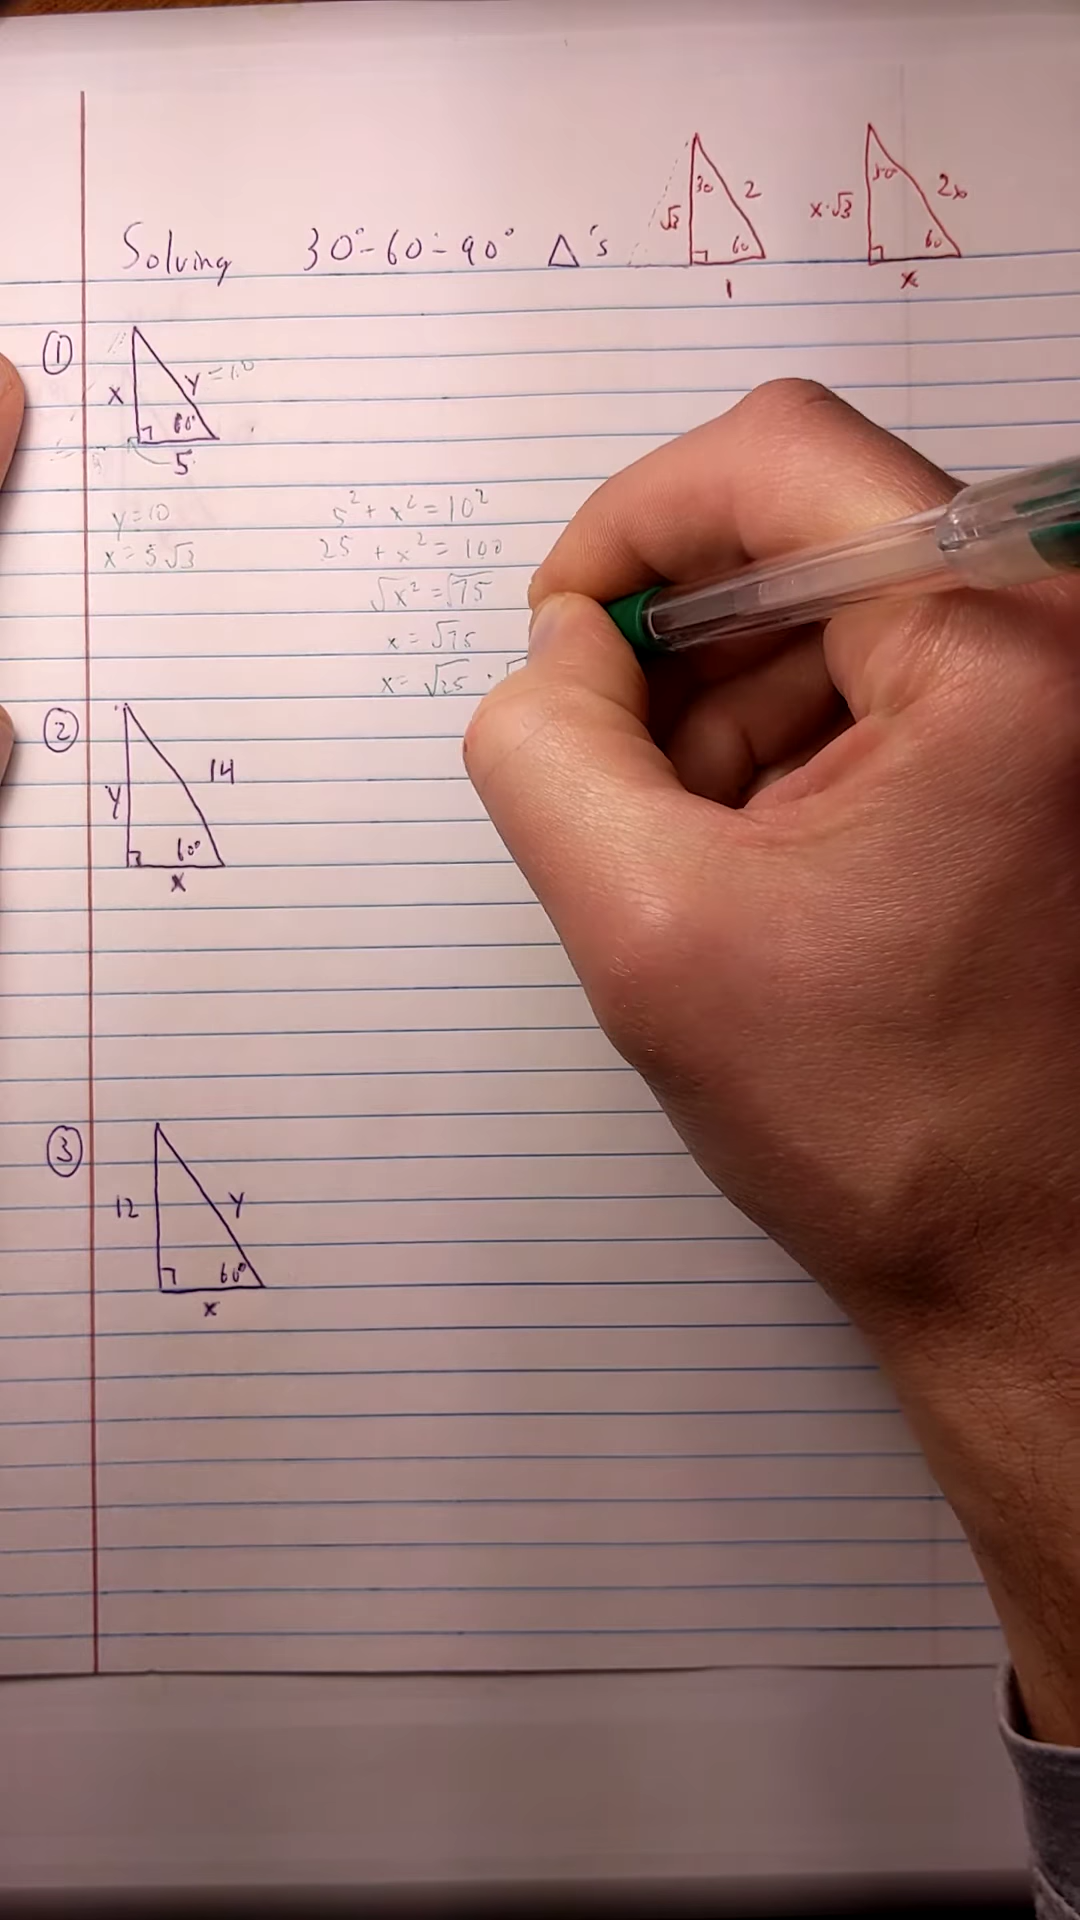 Solving 30°-60°-90° △'s
30 2 √3 60 1
30 2x x·√3 60 x
① x y = 10 60° 5
y=10
x=5√3
5² + x² = 10²
25 + x² = 100
√x² = √75
x = √75
x = √25 ·
② 14 y 60° x
③ 12 y 60° x